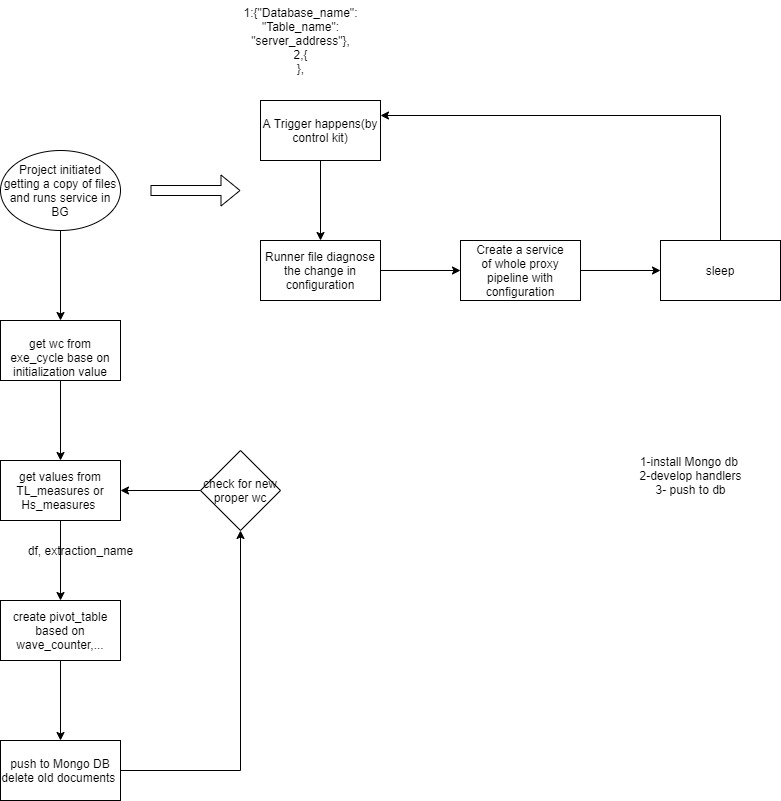 1:{"Database_name":
"Table_name":
"server_address"},
2,{
},
A Trigger happens(by
control kit)
Project initiated
getting a copy of files
and runs service in
BG
Runner file diagnose
the change in
configuration
Create a service
of whole proxy
pipeline with
configuration
sleep
get wc from
exe_cycle base on
initialization value
get values from
TL_measures or
Hs_measures
check for new
proper wc
1-install Mongo db
2-develop handlers
3- push to db
df, extraction_name
create pivot_table
based on
wave_counter,...
push to Mongo DB
delete old documents